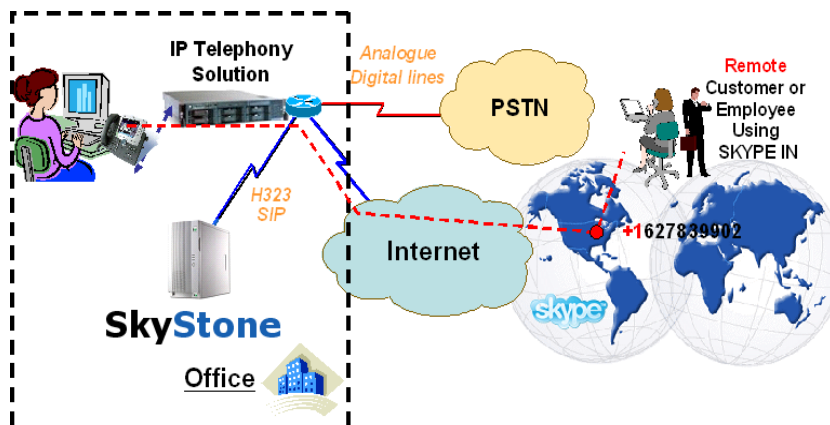 IP Telephony
Solution
Analogue
Digital lines
PSTN
Remote
Customer or
Employee
Using
SKYPE IN
H323
SIP
Internet
+1627839902
skype
SkyStone
Office